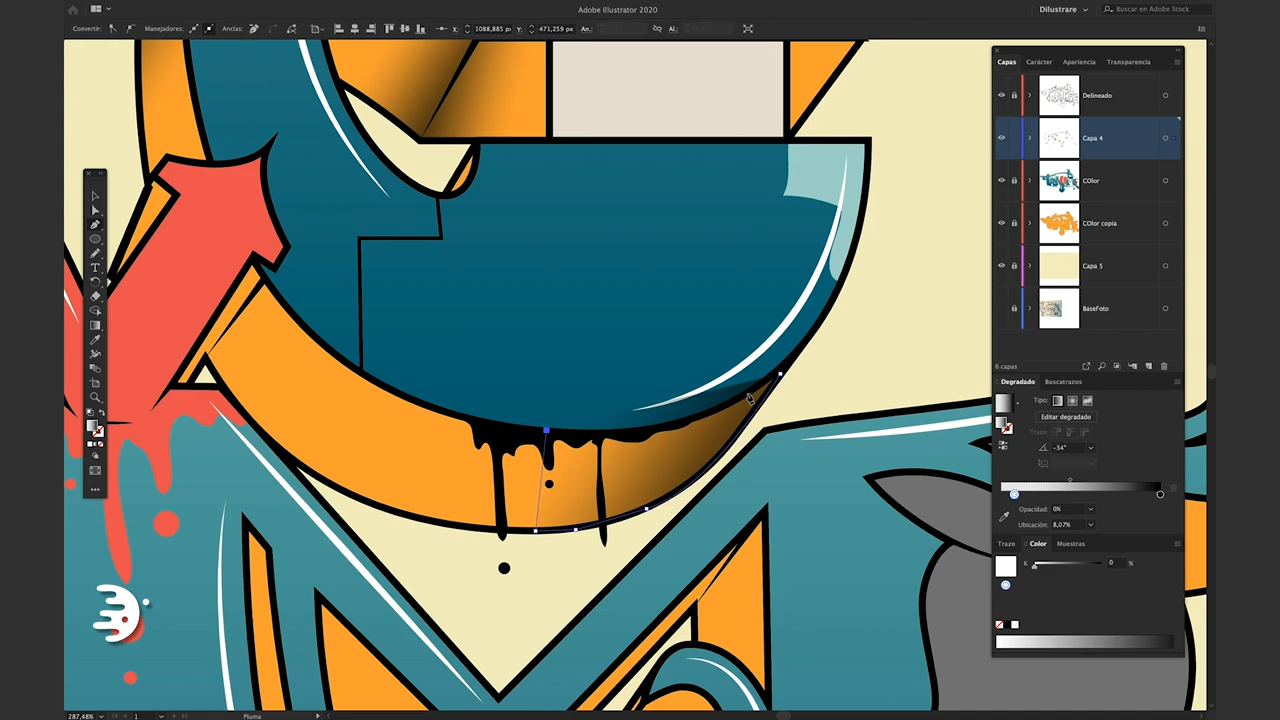 Adobe Illustrator 2020
Dilustrare
Buscar en Adobe Stock
Convertir:
Manejadores:
Anclas:
X:
1088,885 px
Y:
471,259 px
An.:
Al.:
Capas
Carácter
Apariencia
Transparencia
Delineado
Capa 4
COlor
COlor copia
Capa 5
BaseFoto
6 capas
Degradado
Buscatrazos
Tipo:
Editar degradado
Trazo:
-34°
Opacidad:
0%
Ubicación:
8,07%
Trazo
Color
Muestras
K
0
%
287,48%
1
Pluma